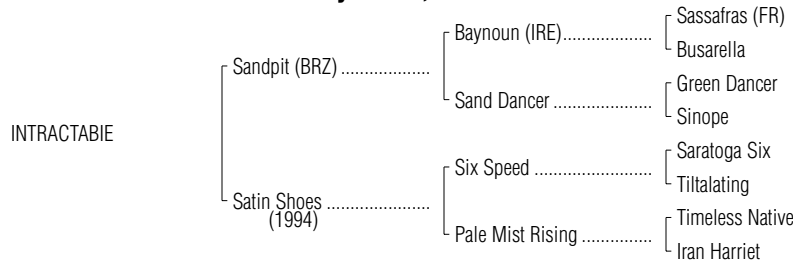 Sassafras (FR)
Baynoun (IRE)..................
Busarella
Sandpit (BRZ) ....................
Green Dancer
Sand Dancer ....................
Sinope
INTRACTABIE
Saratoga Six
Six Speed ........................
Tiltalating
Satin Shoes .......................
(1994)
Timeless Native
Pale Mist Rising ...............
Iran Harriet